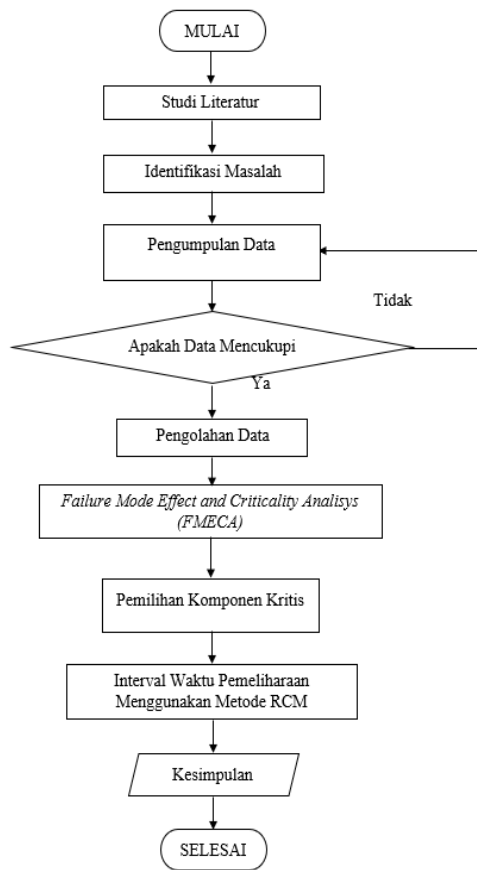 MULAI
Studi Literatur
Identifikasi Masalah
Pengumpulan Data
Tidak
Apakah Data Mencukupi
Ya
Pengolahan Data
Failure Mode Effect and Criticality Analisys
(FMECA)
Pemilihan Komponen Kritis
Interval Waktu Pemeliharaan
Menggunakan Metode RCM
Kesimpulan
SELESAI